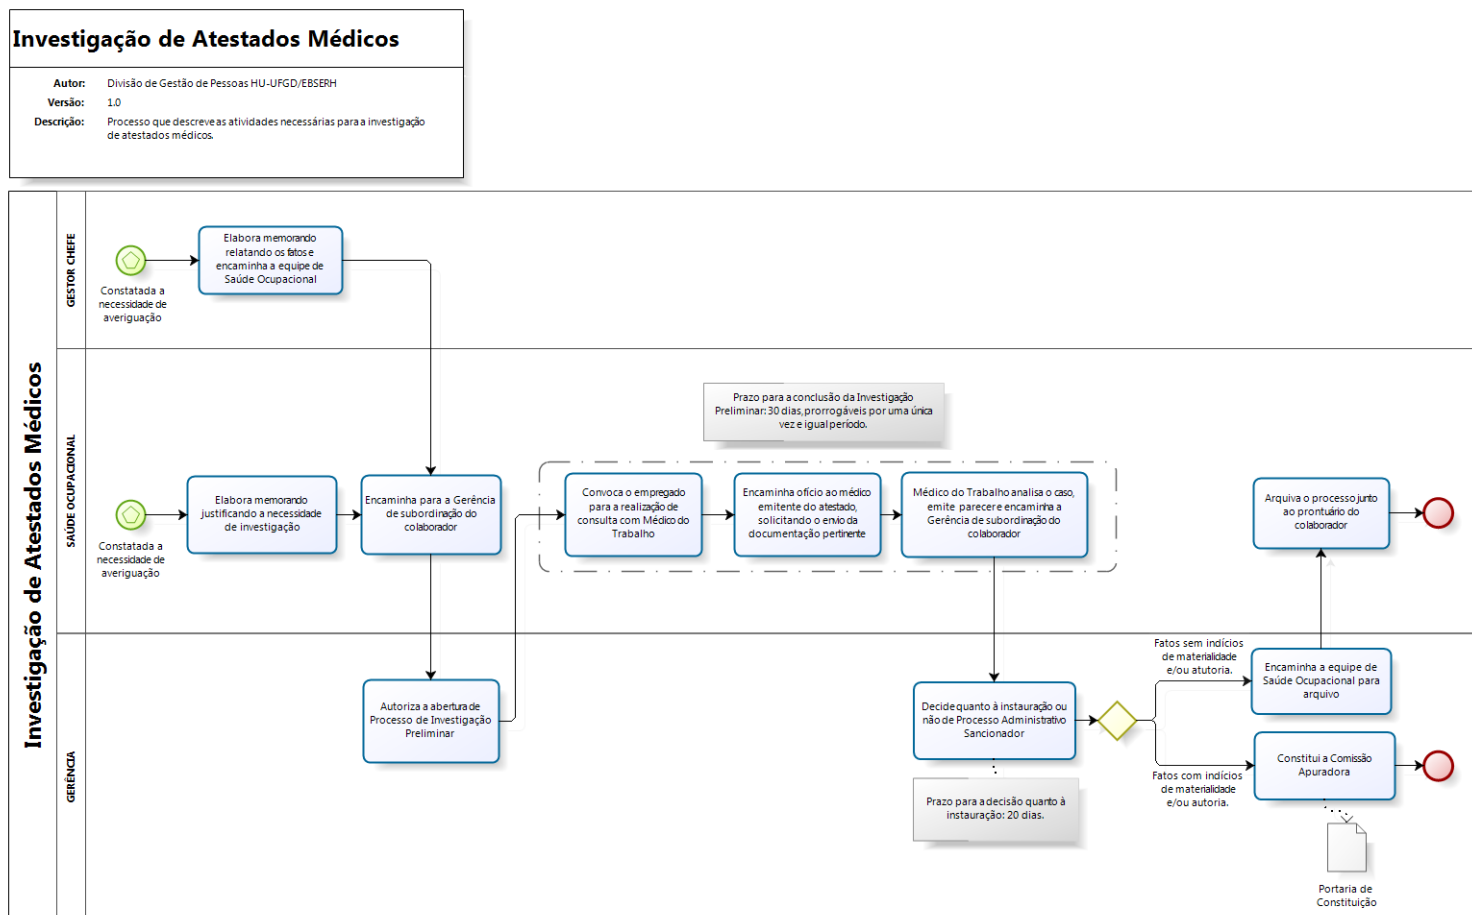 Investigação de Atestados Médicos
Autor: Divisão de Gestão de Pessoas HU-UFGD/EBSERH
Versão: 1.0
Descrição: Processo que descreve as atividades necessárias para a investigação
de atestados médicos.
Investigação de Atestados Médicos
GESTOR CHEFE
Constatada a
necessidade de
averiguação
Elabora memorando
relatando os fatos e
encaminha a equipe de
Saúde Ocupacional
SAÚDE OCUPACIONAL
Constatada a
necessidade de
averiguação
Elabora memorando
justificando a necessidade
de investigação
Encaminha para a Gerência
de subordinação do
colaborador
Prazo para a conclusão da Investigação
Preliminar: 30 dias, prorrogáveis por uma única
vez e igual período.
Convoca o empregado
para a realização de
consulta com Médico do
Trabalho
Encaminha ofício ao médico
emitente do atestado,
solicitando o envio da
documentação pertinente
Médico do Trabalho analisa o caso,
emite parecer e encaminha a
Gerência de subordinação do
colaborador
Arquiva o processo junto
ao prontuário do
colaborador
GERÊNCIA
Autoriza a abertura de
Processo de Investigação
Preliminar
Decide quanto à instauração ou
não de Processo Administrativo
Sancionador
Prazo para a decisão quanto à
instauração: 20 dias.
Fatos sem indícios
de materialidade
e/ou atutoria.
Encaminha a equipe de
Saúde Ocupacional para
arquivo
Fatos com indícios
de materialidade
e/ou autoria.
Constitui a Comissão
Apuradora
Portaria de
Constituição